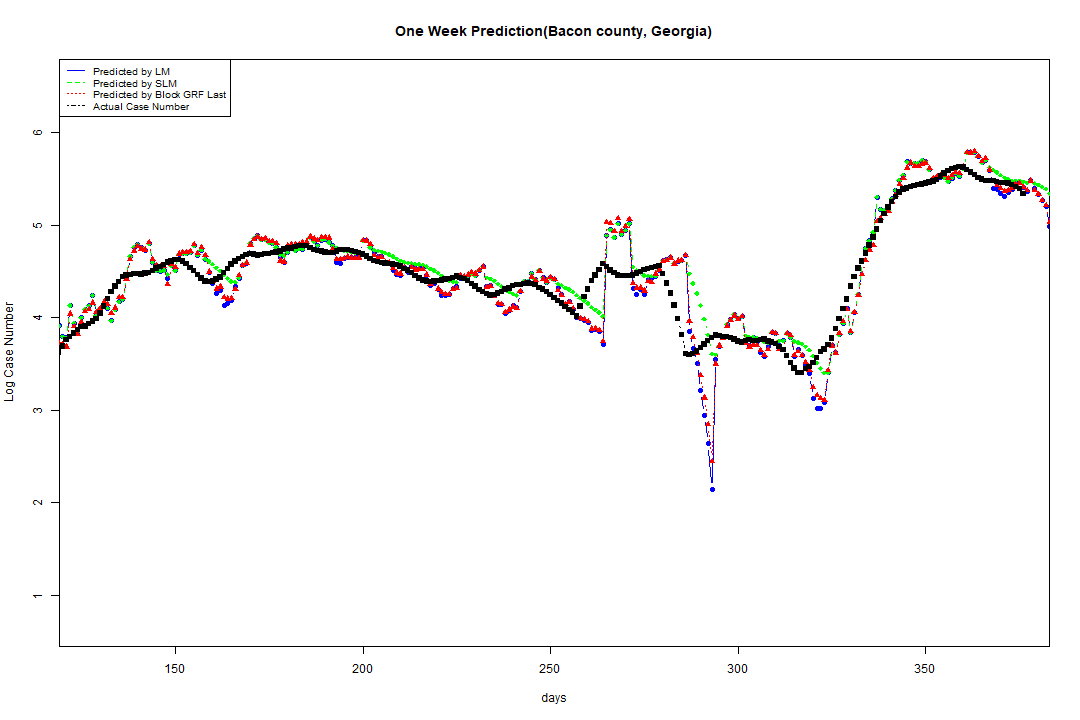 One Week Prediction(Bacon county, Georgia)
Predicted by LM
Predicted by SLM
Predicted by Block GRF Last
Actual Case Number
6
5
4
3
2
1
Log Case Number
150 200 250 300 350
days